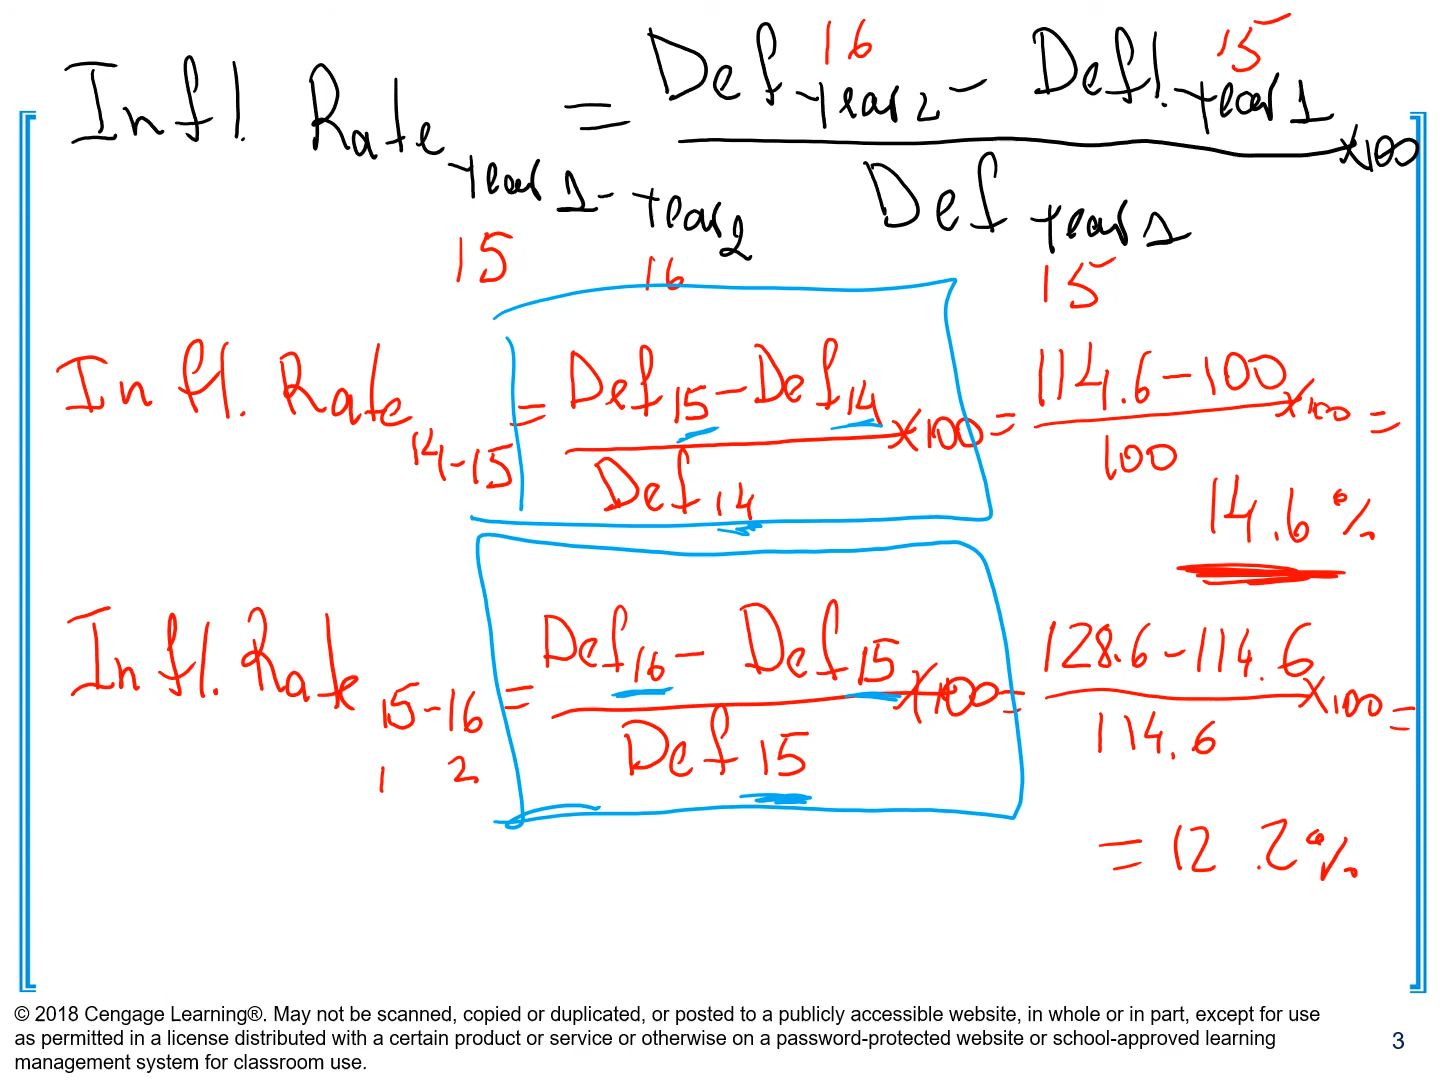 16 15
Infl. Rate year 1 - year 2 = Def year 2 - Defl. year 1 / Def year 1 x100
15 16 15
Infl. Rate 14-15 = Def 15 - Def 14 / Def 14 x100 = 114.6 - 100 / 100 x100 =
14.6%
Infl. Rate 15-16 = Def 16 - Def 15 / Def 15 x100 = 128.6 - 114.6 / 114.6 x100 =
1 2
= 12.2%
© 2018 Cengage Learning®. May not be scanned, copied or duplicated, or posted to a publicly accessible website, in whole or in part, except for use
as permitted in a license distributed with a certain product or service or otherwise on a password-protected website or school-approved learning
management system for classroom use.
3